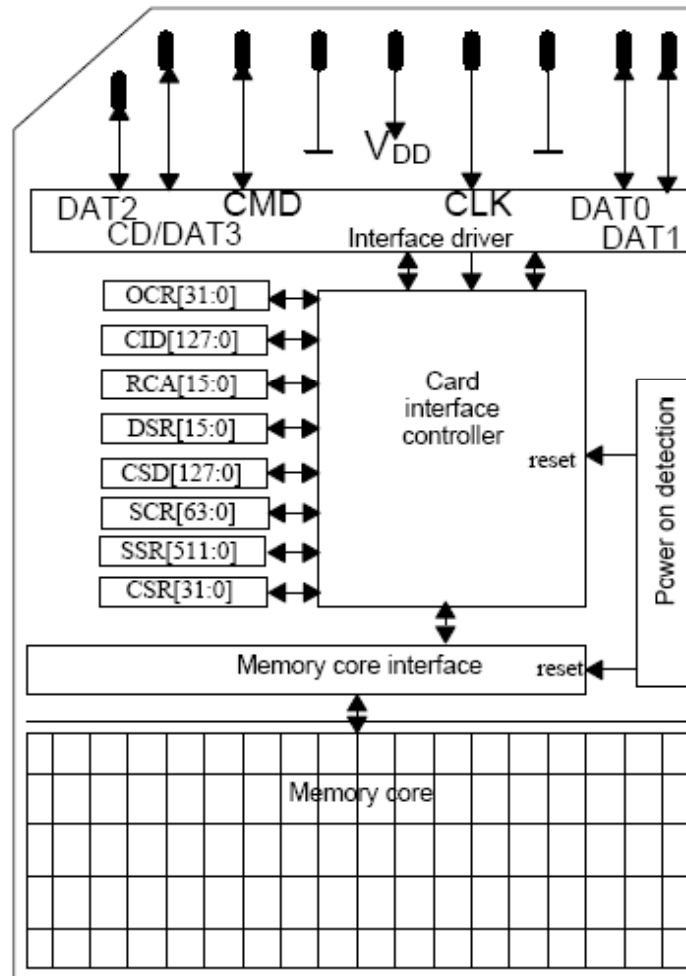 VDD
DAT2
CMD
CLK
DAT0
CD/DAT3
Interface driver
DAT1
OCR[31:0]
CID[127:0]
RCA[15:0]
DSR[15:0]
CSD[127:0]
SCR[63:0]
SSR[511:0]
CSR[31:0]
Card
interface
controller
reset
Power on detection
Memory core interface
reset
Memory core